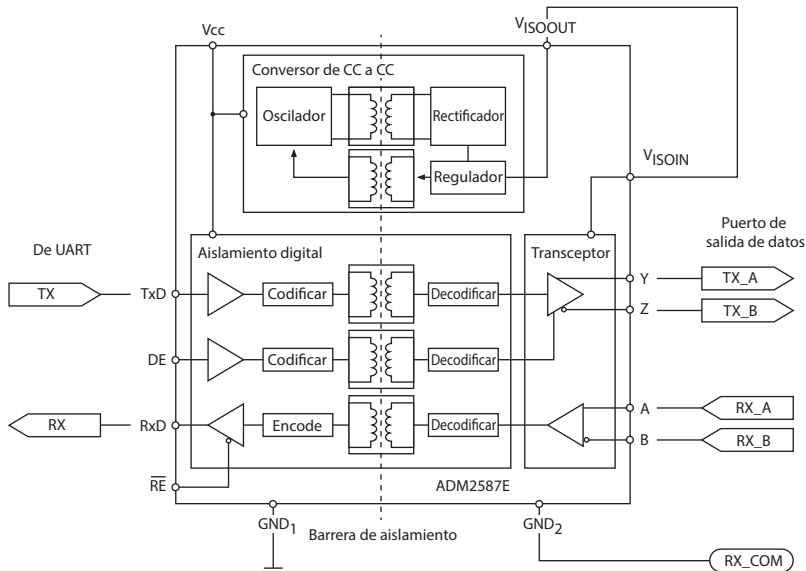 Vcc
VISOOUT
Conversor de CC a CC
Oscilador
Rectificador
Regulador
VISOIN
De UART
Aislamiento digital
Transceptor
Puerto de
salida de datos
TX
TxD
Codificar
Decodificar
Y
TX_A
Z
TX_B
DE
Codificar
Decodificar
RX
RxD
Encode
Decodificar
A
RX_A
B
RX_B
RE
ADM2587E
GND1
Barrera de aislamiento
GND2
RX_COM